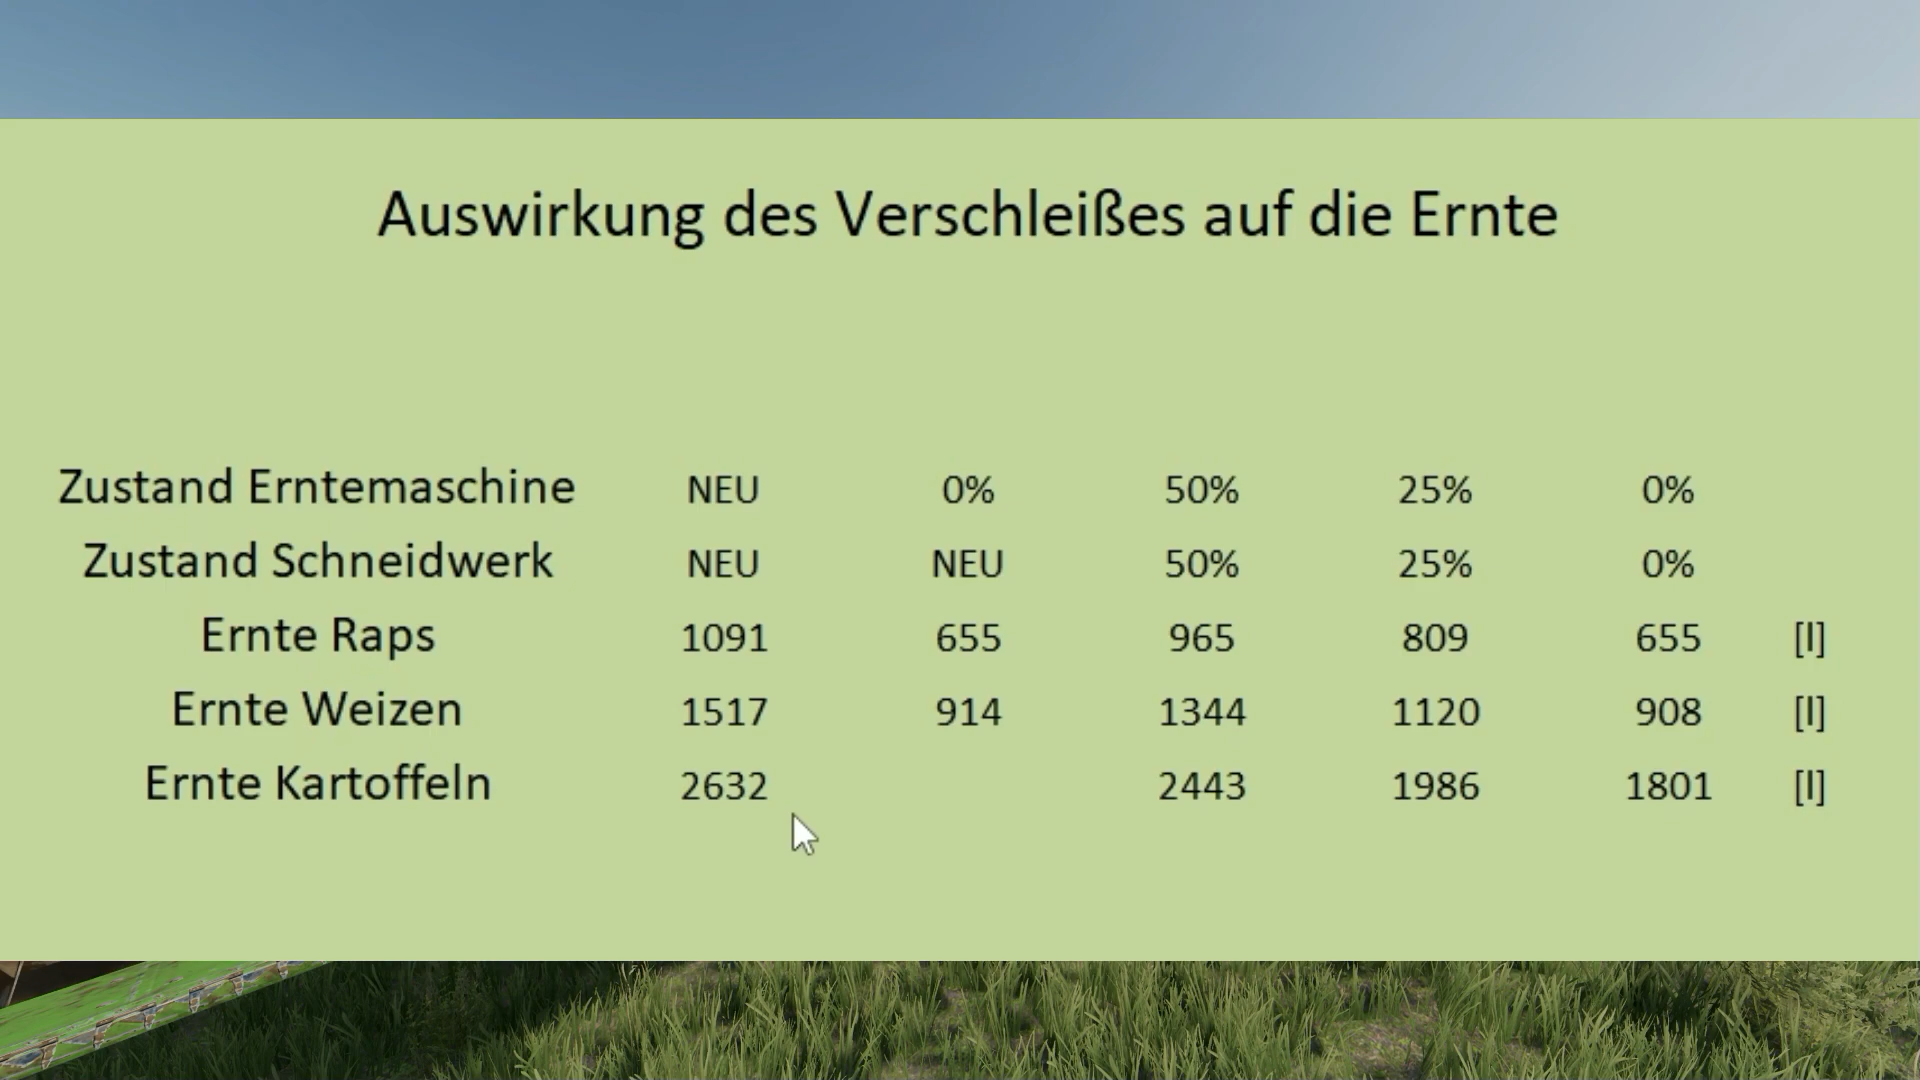 Auswirkung des Verschleißes auf die Ernte
Zustand Erntemaschine NEU 0% 50% 25% 0%
Zustand Schneidwerk NEU NEU 50% 25% 0%
Ernte Raps 1091 655 965 809 655 [l]
Ernte Weizen 1517 914 1344 1120 908 [l]
Ernte Kartoffeln 2632 2443 1986 1801 [l]